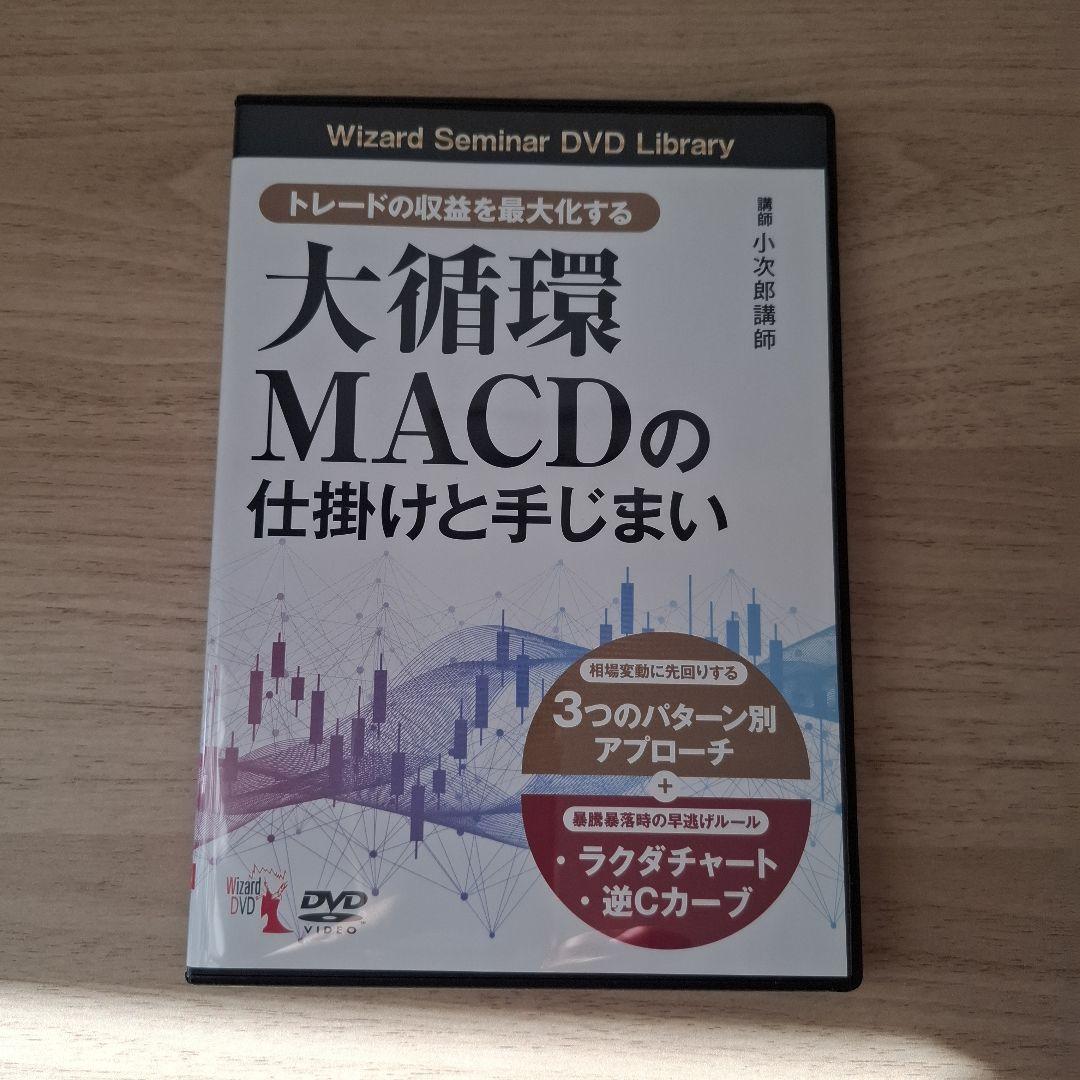 Wizard Seminar DVD Library
トレードの収益を最大化する
講師 小次郎講師
大循環
MACDの
仕掛けと手じまい
相場変動に先回りする
3つのパターン別
アプローチ
+
暴騰暴落時の早逃げルール
・ラクダチャート
・逆Cカーブ
Wizard
DVD
DVD
VIDEO